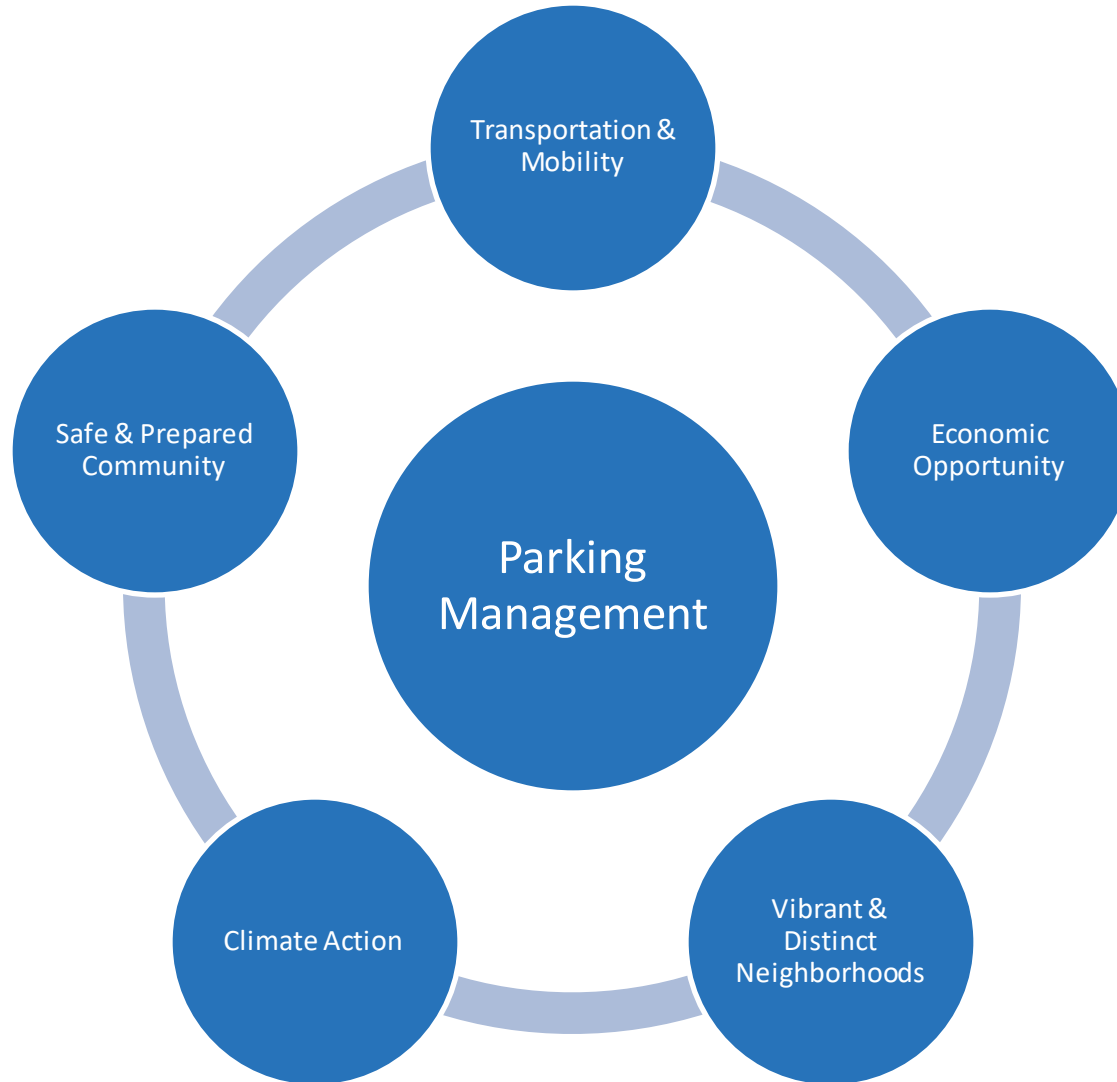 Transportation &
Mobility
Safe & Prepared
Community
Economic
Opportunity
Parking
Management
Climate Action
Vibrant &
Distinct
Neighborhoods